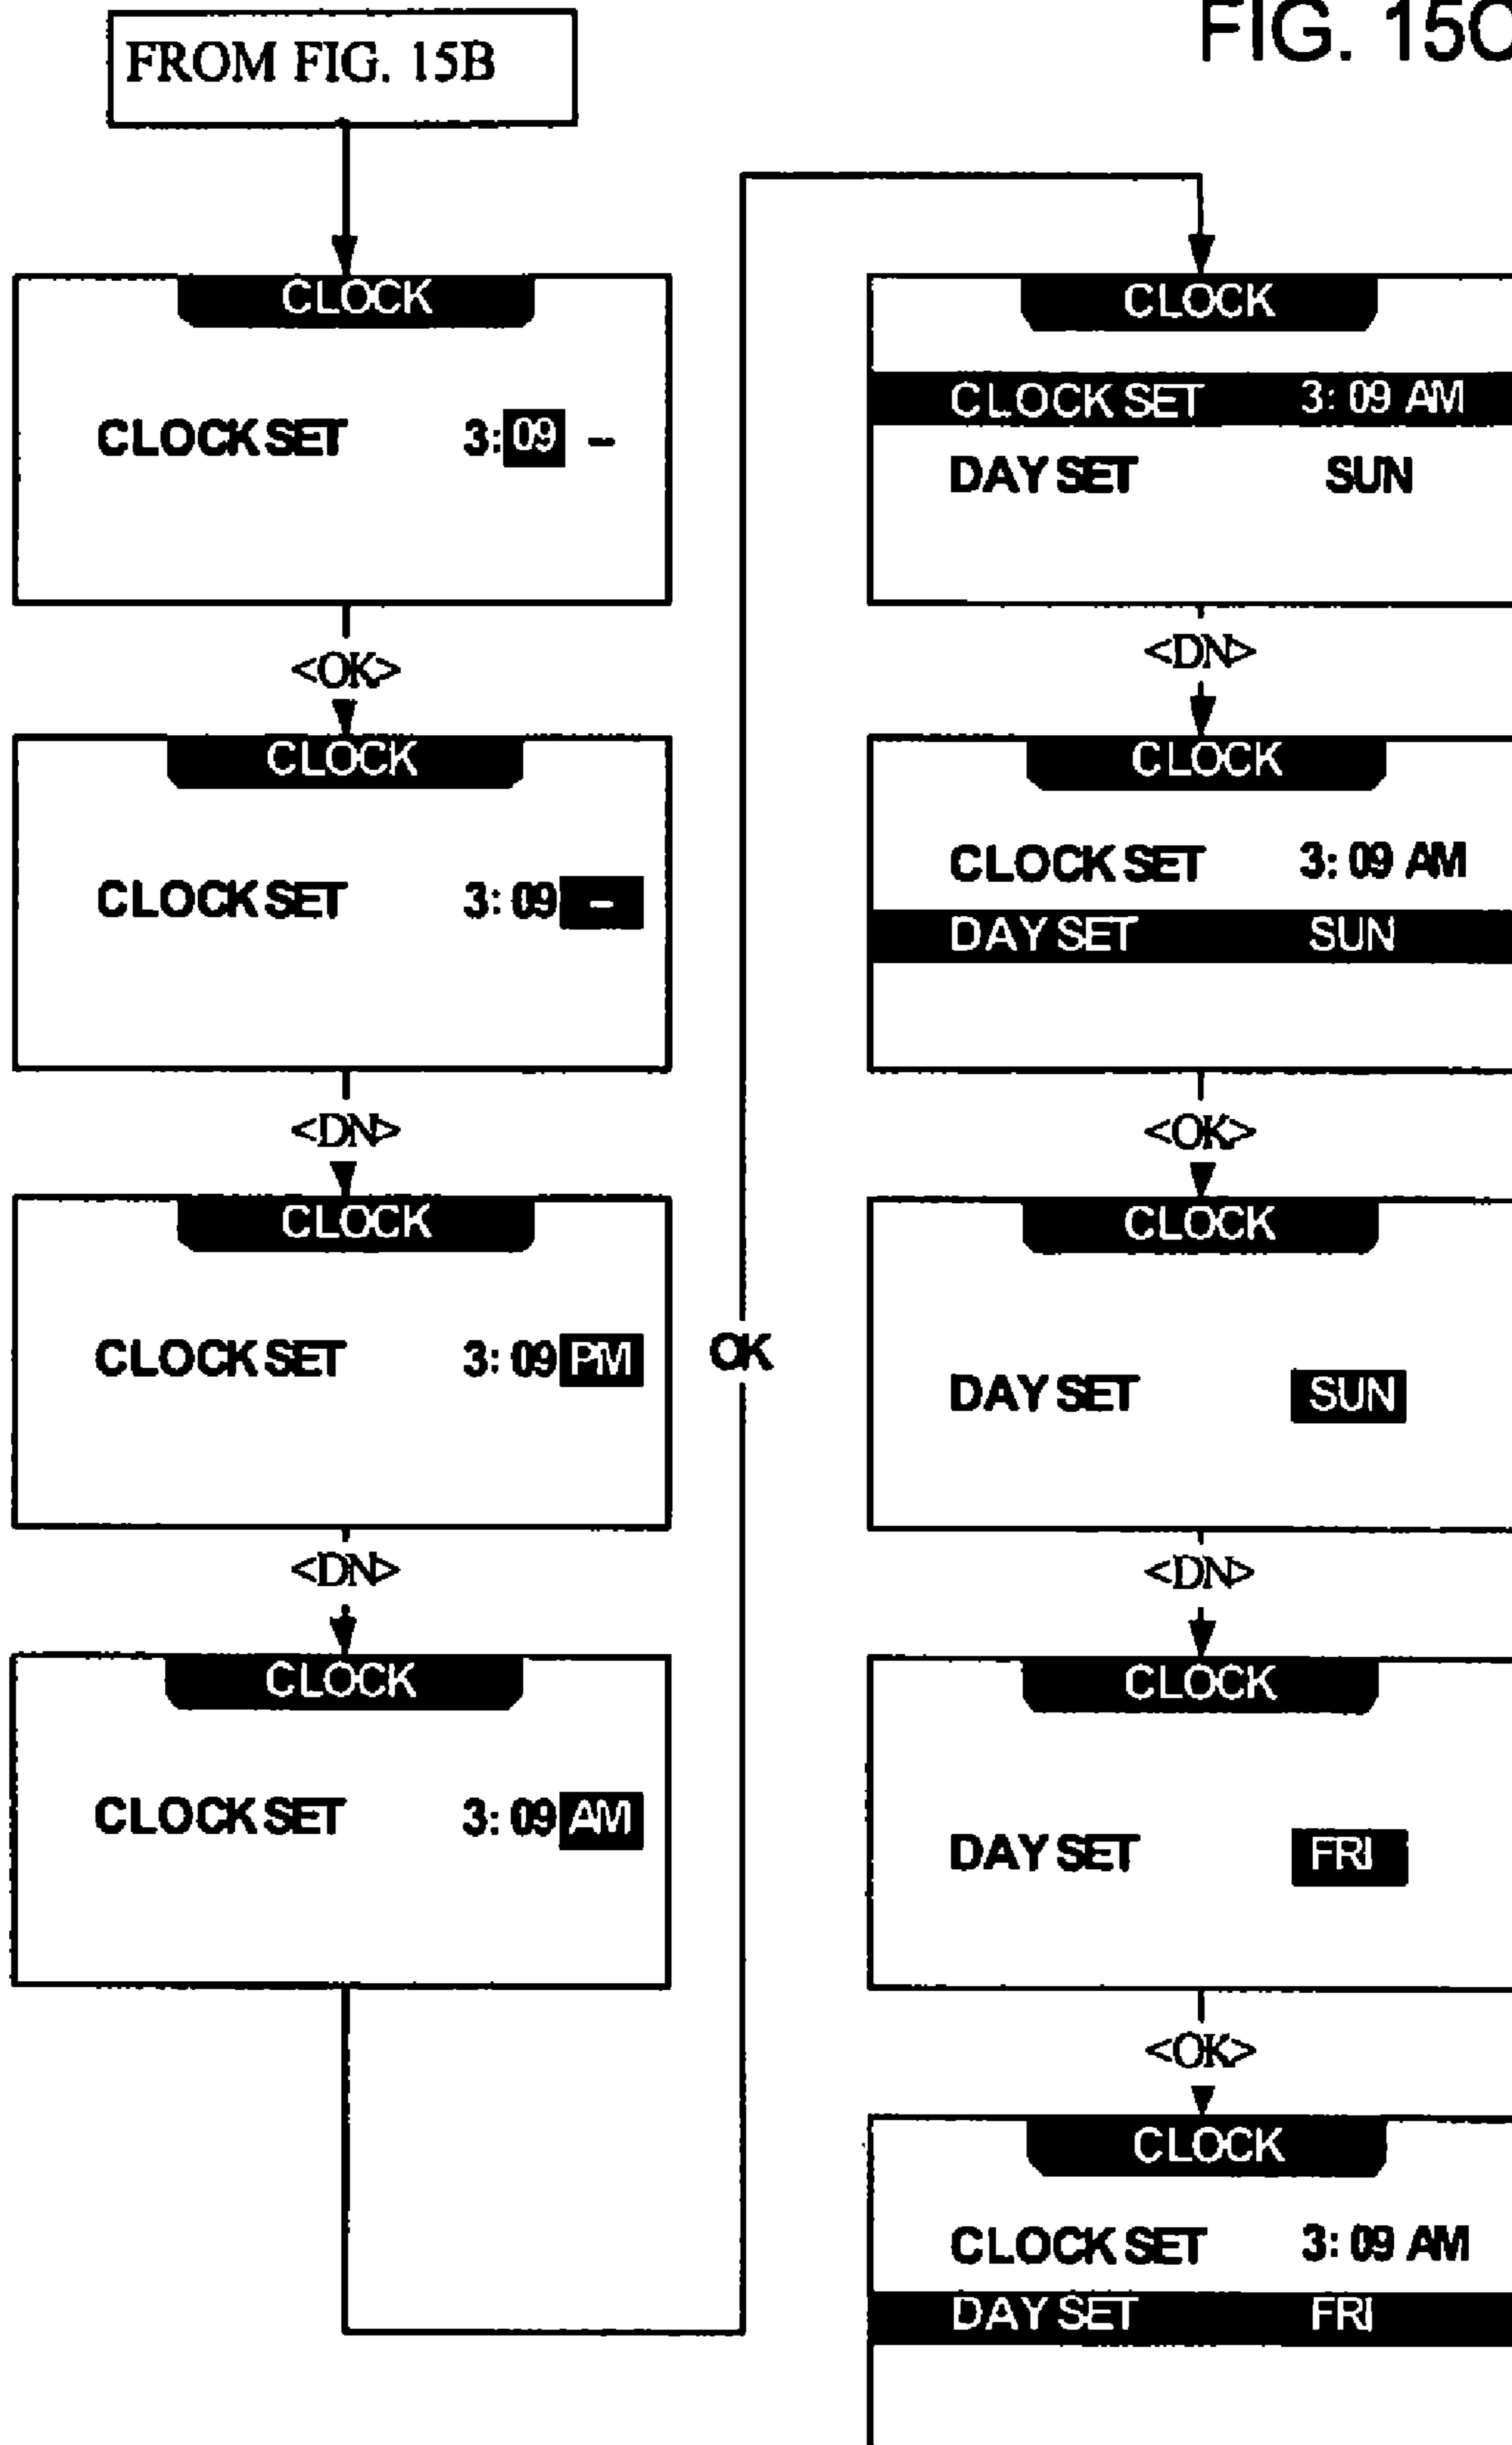 FIG. 15C
FROM FIG. 15B
CLOCK
CLOCK SET 3: 09 –
<OK>
CLOCK
CLOCK SET 3: 09 –
<DN>
CLOCK
CLOCK SET 3: 09 PM
<DN>
CLOCK
CLOCK SET 3: 09 AM
OK
CLOCK
CLOCK SET 3: 09 AM
DAY SET SUN
<DN>
CLOCK
CLOCK SET 3: 09 AM
DAY SET SUN
<OK>
CLOCK
DAY SET SUN
<DN>
CLOCK
DAY SET FRI
<OK>
CLOCK
CLOCK SET 3: 09 AM
DAY SET FRI